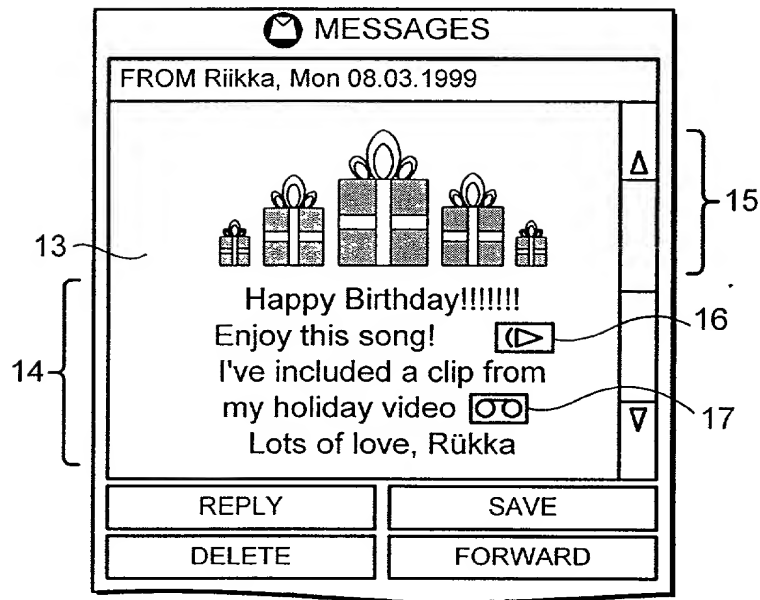 MESSAGES
FROM Riikka, Mon 08.03.1999
15
13
Happy Birthday!!!!!!!
Enjoy this song!
16
14
I've included a clip from
my holiday video
17
Lots of love, Rükka
REPLY SAVE
DELETE FORWARD